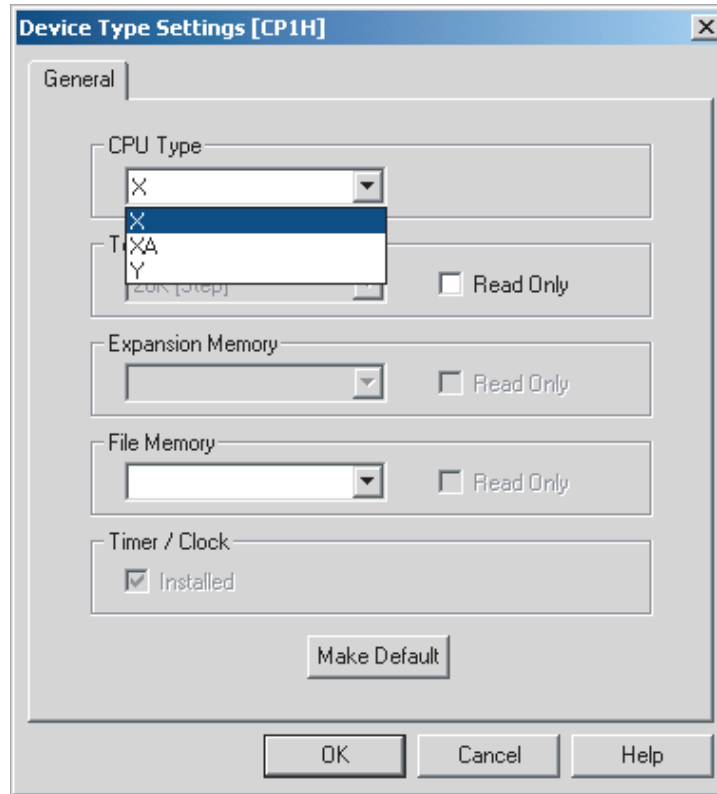 Device Type Settings [CP1H]
General
CPU Type
X
X
XA
Y
Read Only
Expansion Memory
Read Only
File Memory
Read Only
Timer / Clock
Installed
Make Default
OK Cancel Help